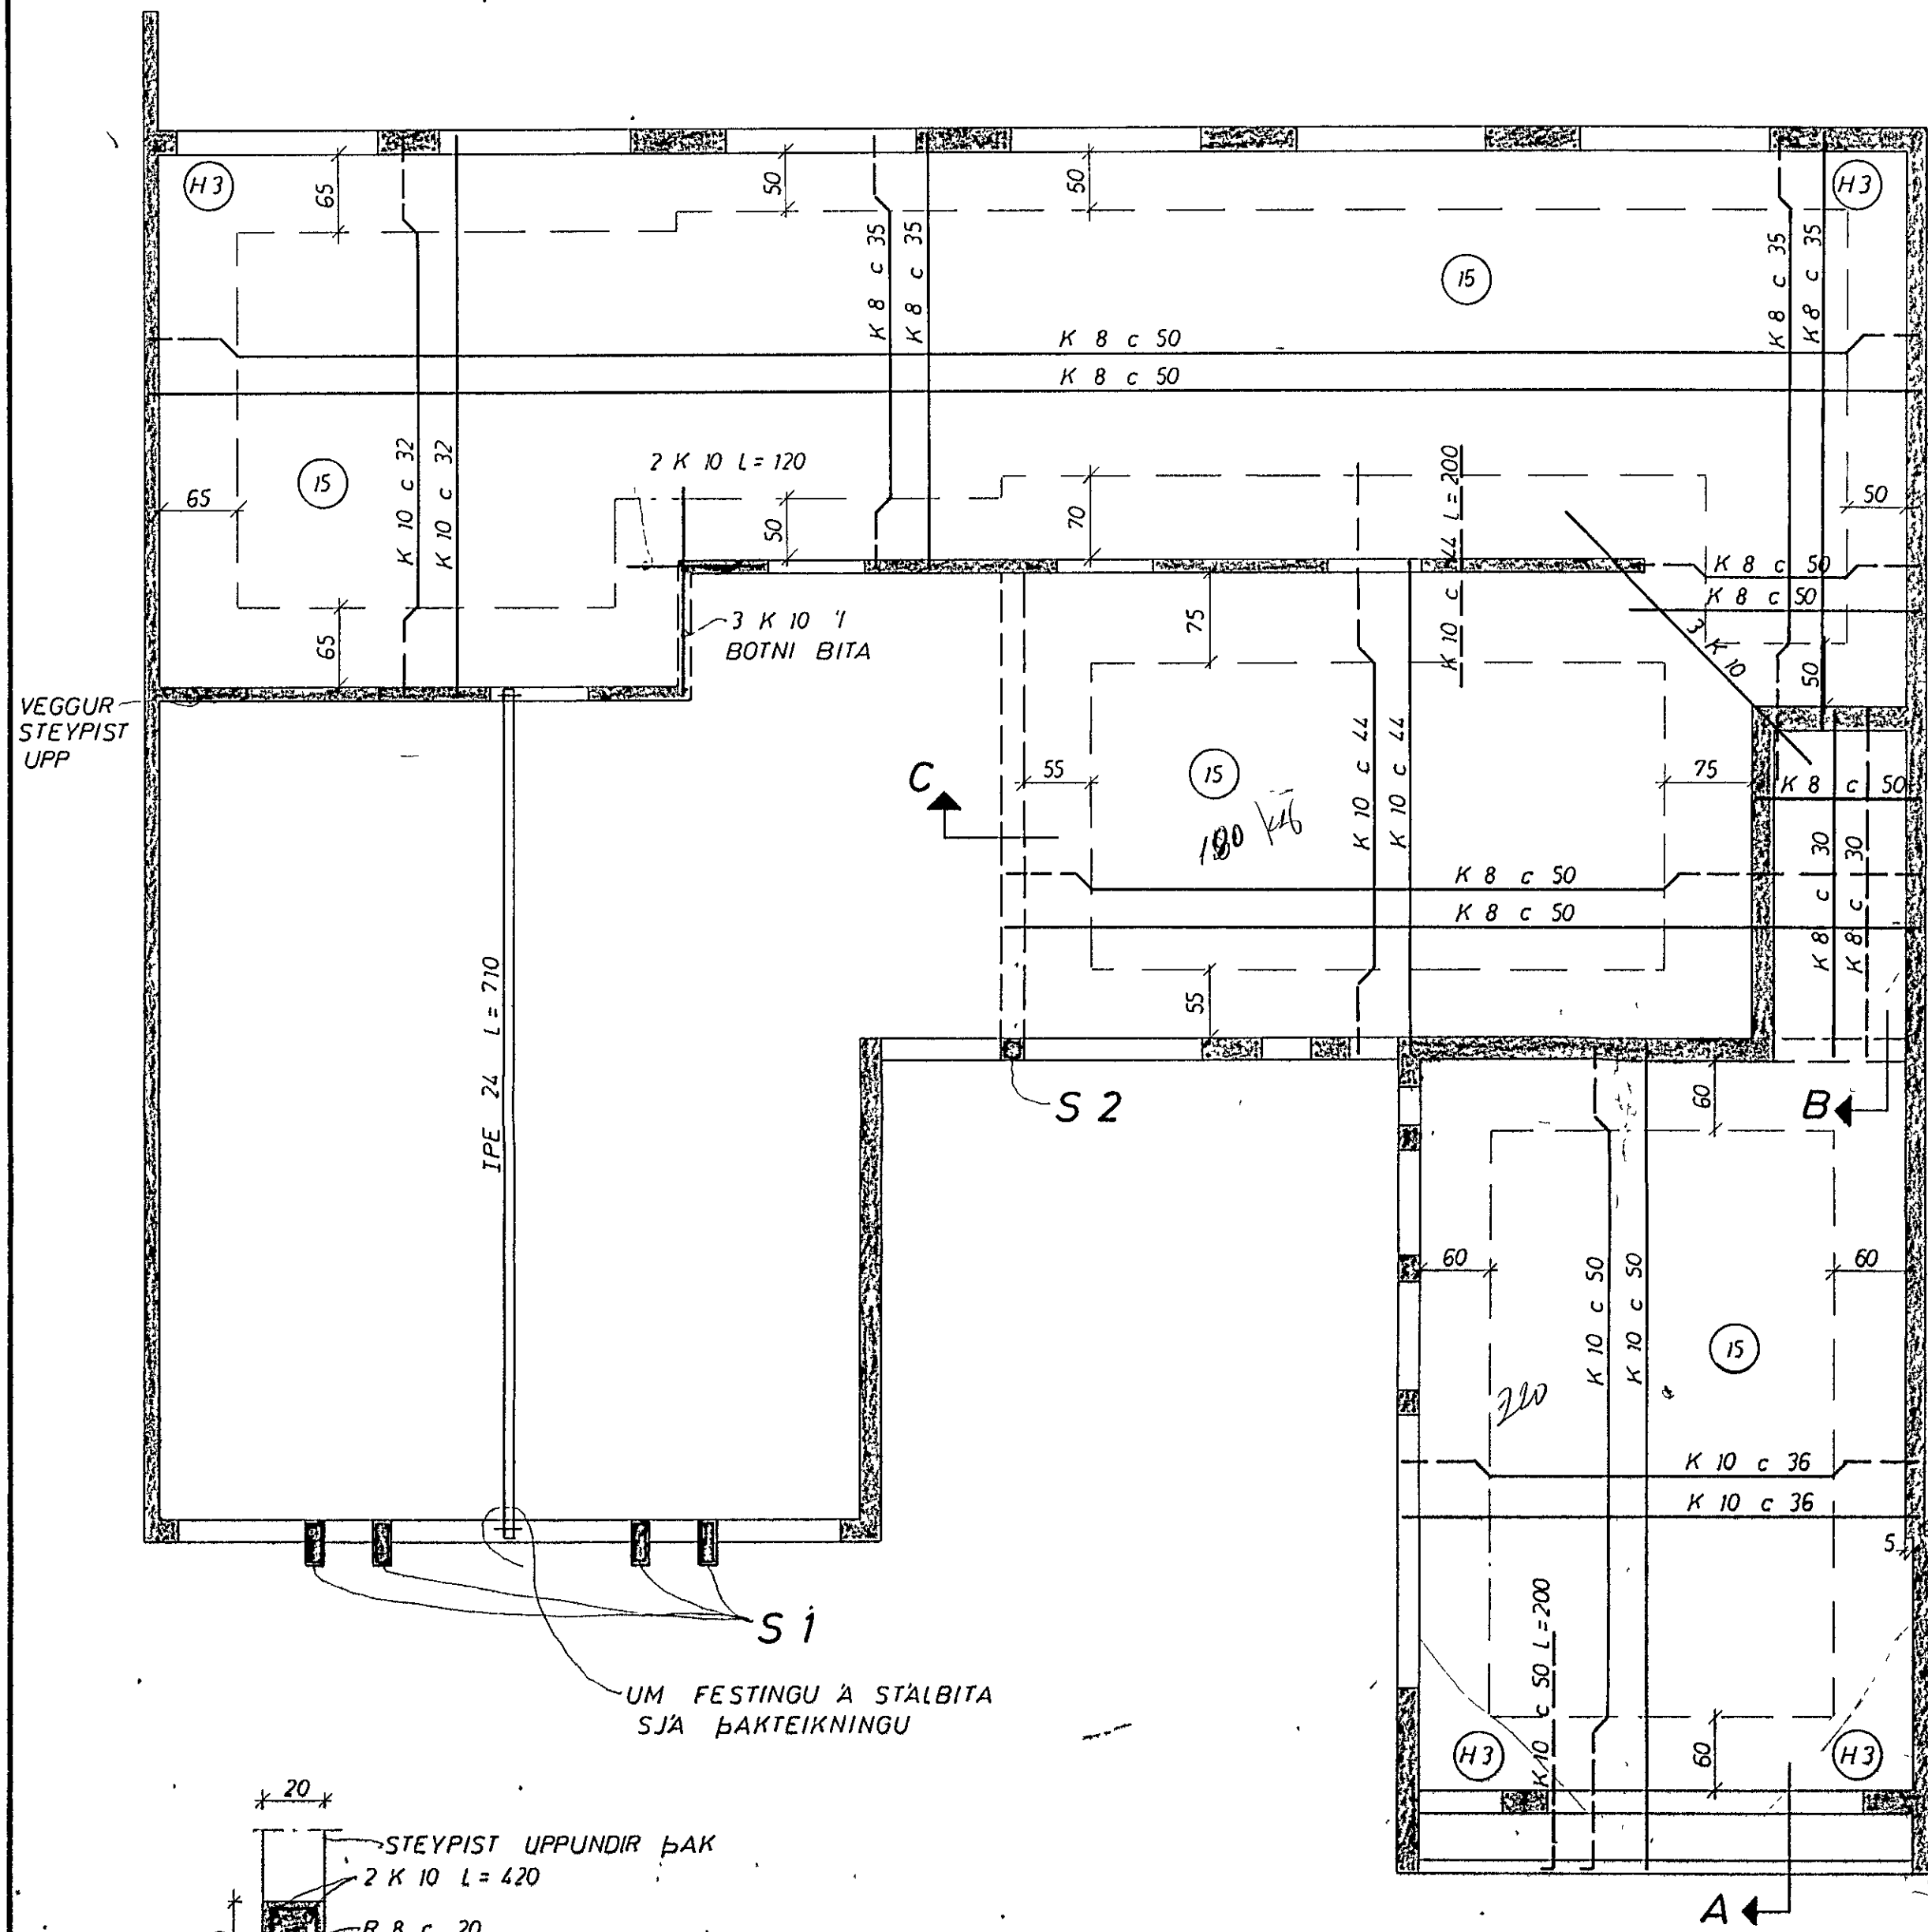 H3
65
50
50
H3
K 8 c 35
K 8 c 35
15
K 8 c 35
K 8 c 35
K 8 c 50
K 8 c 50
2 K 10 L = 120
K 10 c 32
K 10 c 32
15
65
50
70
K 10 c 44 L = 200
50
K 8 c 50
K 8 c 50
3 K 10
50
65
3 K 10 Í
BOTNI BITA
75
VEGGUR
STEYPIST
UPP
C
55
15
K 10 c 44
K 10 c 44
75
K 8 c 50
K 8 c 30
K 8 c 30
K 8 c 50
K 8 c 50
IPE 24 L = 710
55
S 2
60
B
60
K 10 c 50
K 10 c 50
60
15
320
K 10 c 36
K 10 c 36
5
S 1
K 10 c 50 L = 200
UM FESTINGU Á STÁLBITA
SJÁ ÞAKTEIKNINGU
H3
60
H3
20
STEYPIST UPPUNDIR ÞAK
2 K 10 L = 420
R 8 c 20
A